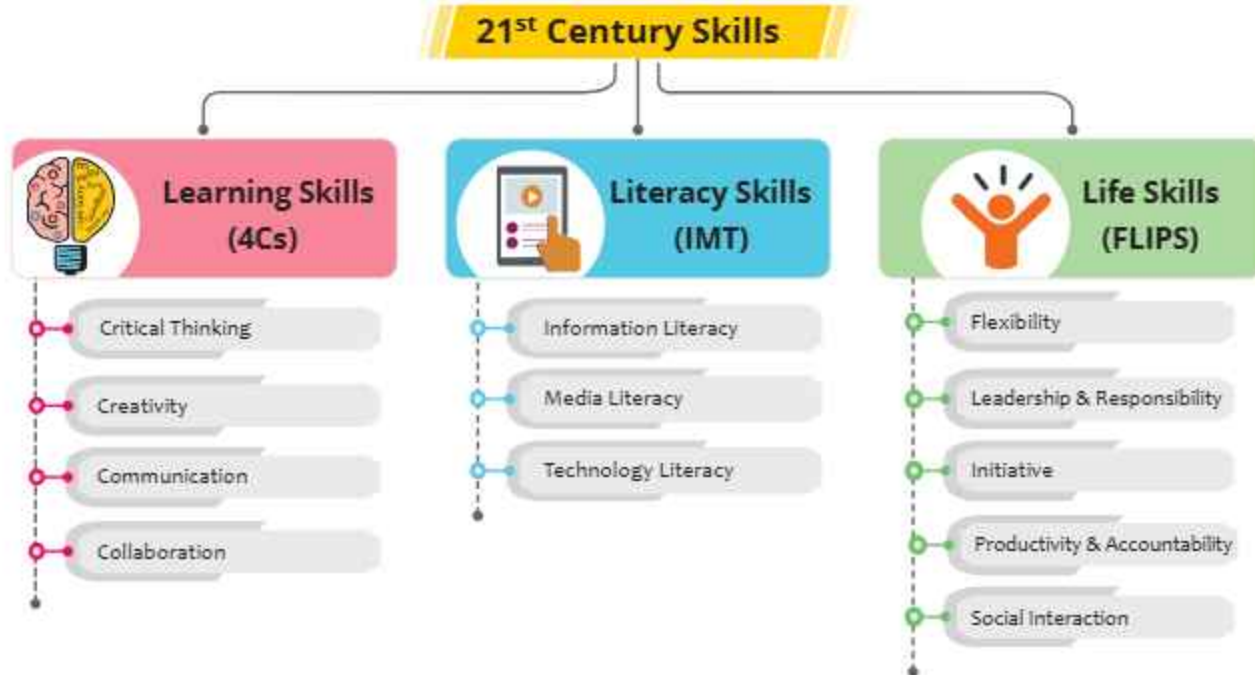 21st Century Skills
Learning Skills
(4Cs)
Critical Thinking
Creativity
Communication
Collaboration
Literacy Skills
(IMT)
Information Literacy
Media Literacy
Technology Literacy
Life Skills
(FLIPS)
Flexibility
Leadership & Responsibility
Initiative
Productivity & Accountability
Social Interaction